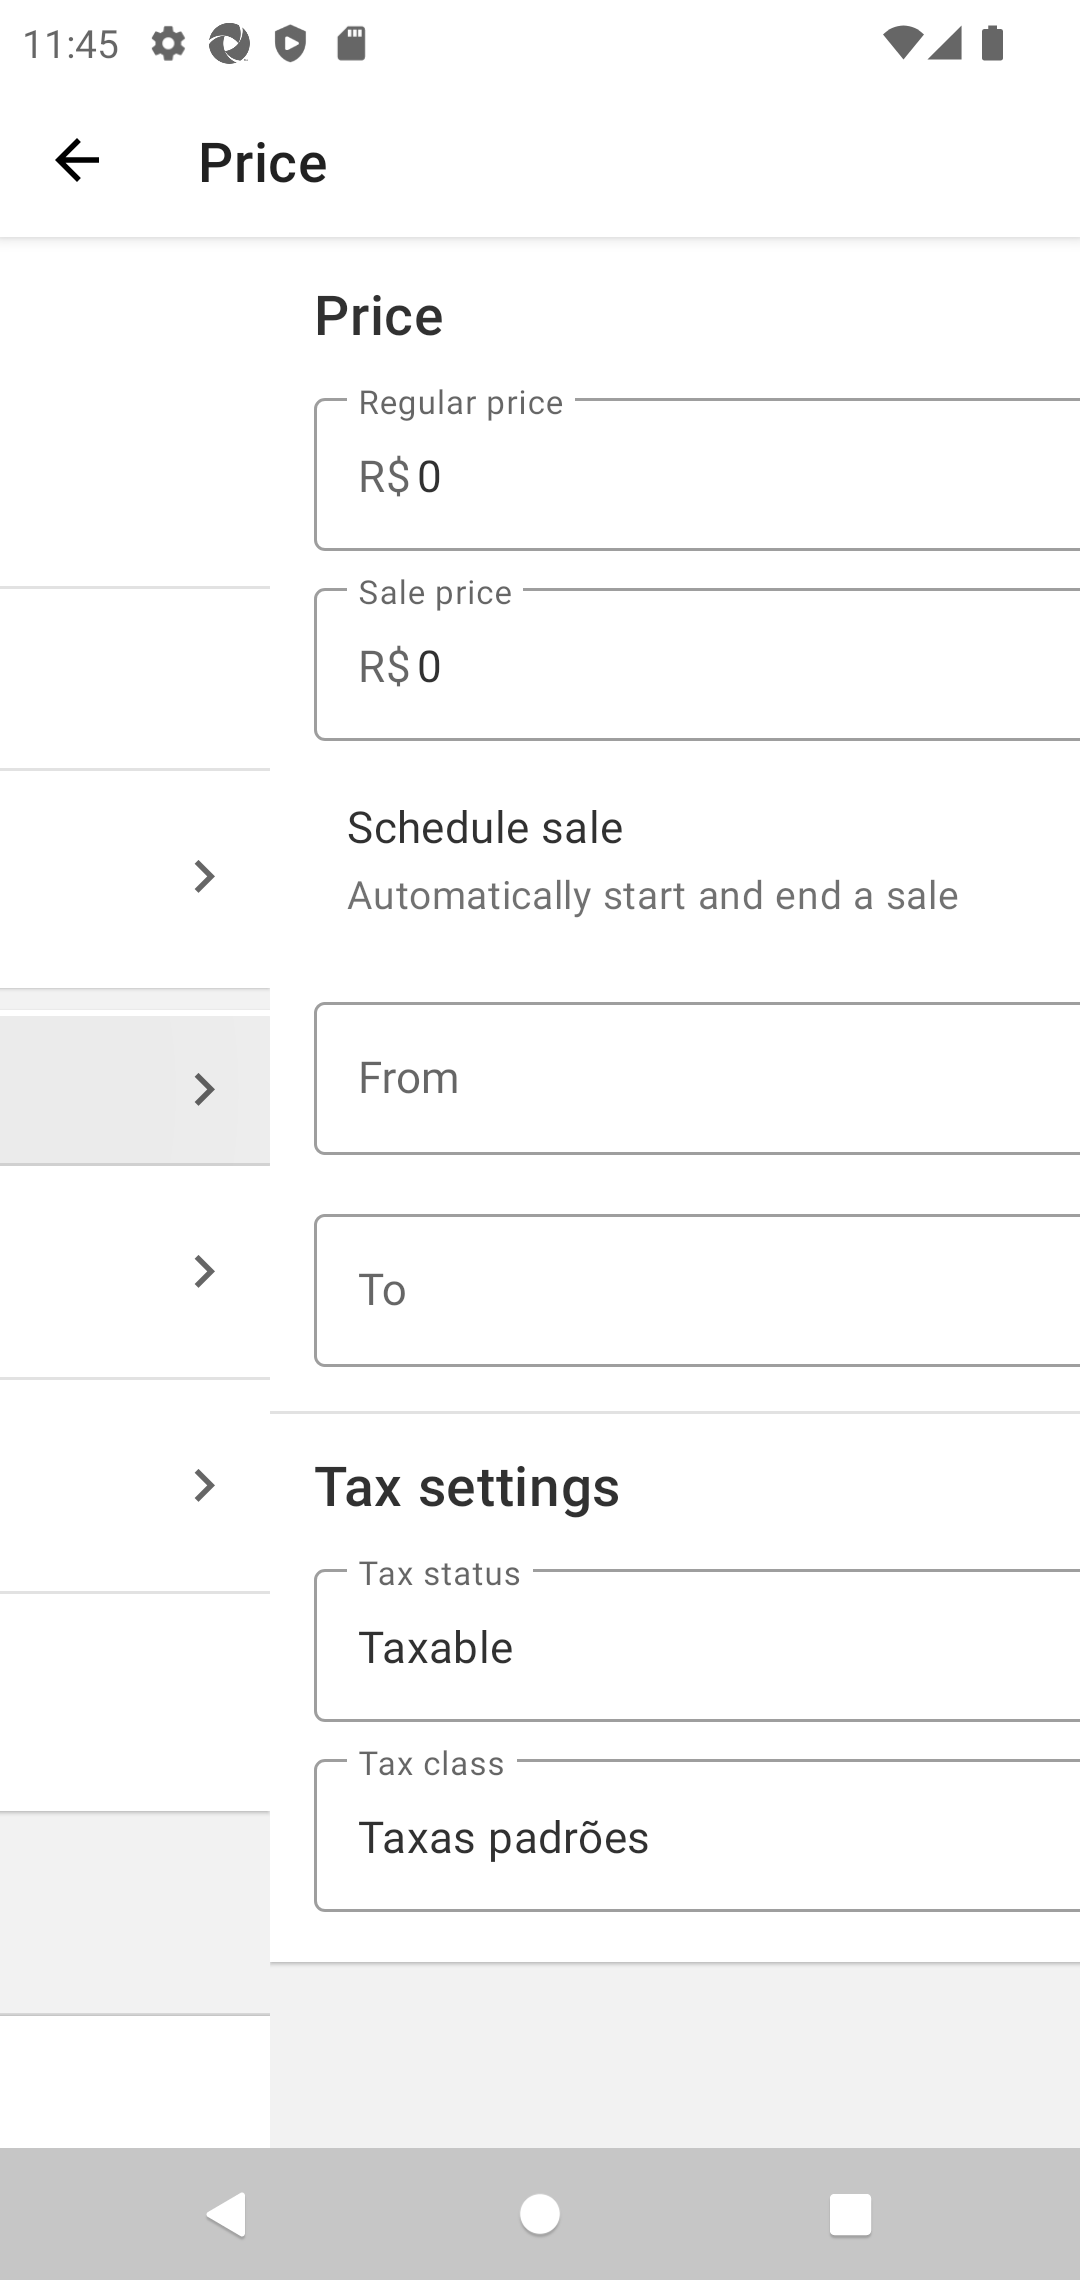 11:45
Price
Price
Regular price
R$ 0
Sale price
R$ 0
Schedule sale
Automatically start and end a sale
From
To
Tax settings
Tax status
Taxable
Tax class
Taxas padrões